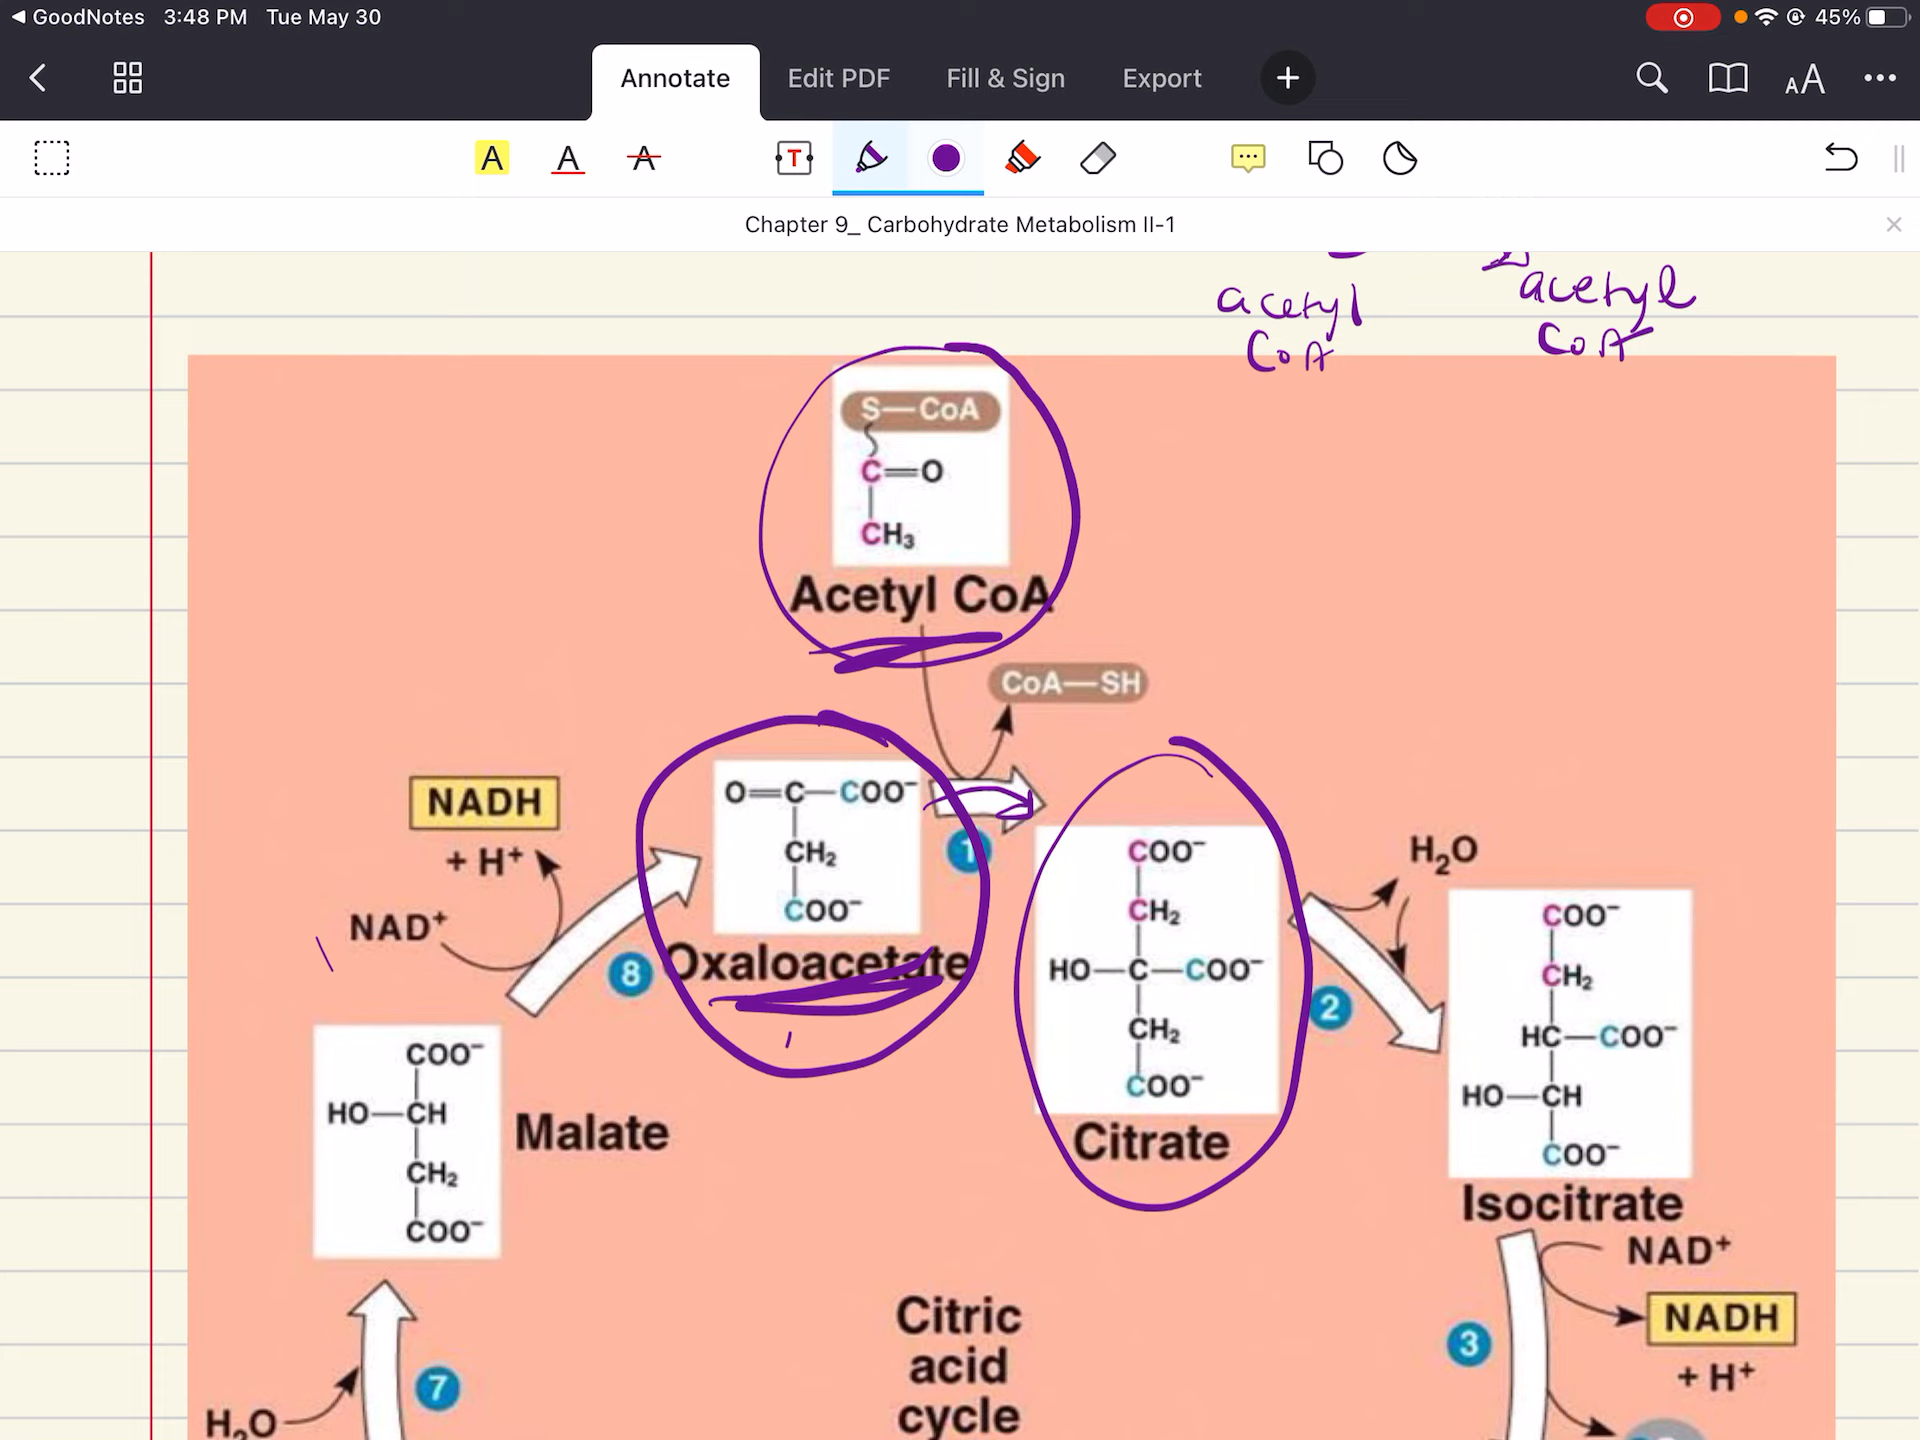 GoodNotes 3:48 PM Tue May 30
45%
Annotate Edit PDF Fill & Sign Export
A A A T AA
Chapter 9_ Carbohydrate Metabolism II-1
acetyl
CoA
acetyl
CoA
S—CoA
C=O
CH₃
Acetyl CoA
CoA—SH
NADH
+ H⁺
NAD⁺
8
O=C—COO⁻
CH₂
COO⁻
Oxaloacetate
1
COO⁻
CH₂
HO—C—COO⁻
CH₂
COO⁻
Citrate
H₂O
2
COO⁻
CH₂
HC—COO⁻
HO—CH
COO⁻
Isocitrate
COO⁻
HO—CH
CH₂
COO⁻
Malate
NAD⁺
NADH
+ H⁺
3
7
H₂O
Citric
acid
cycle